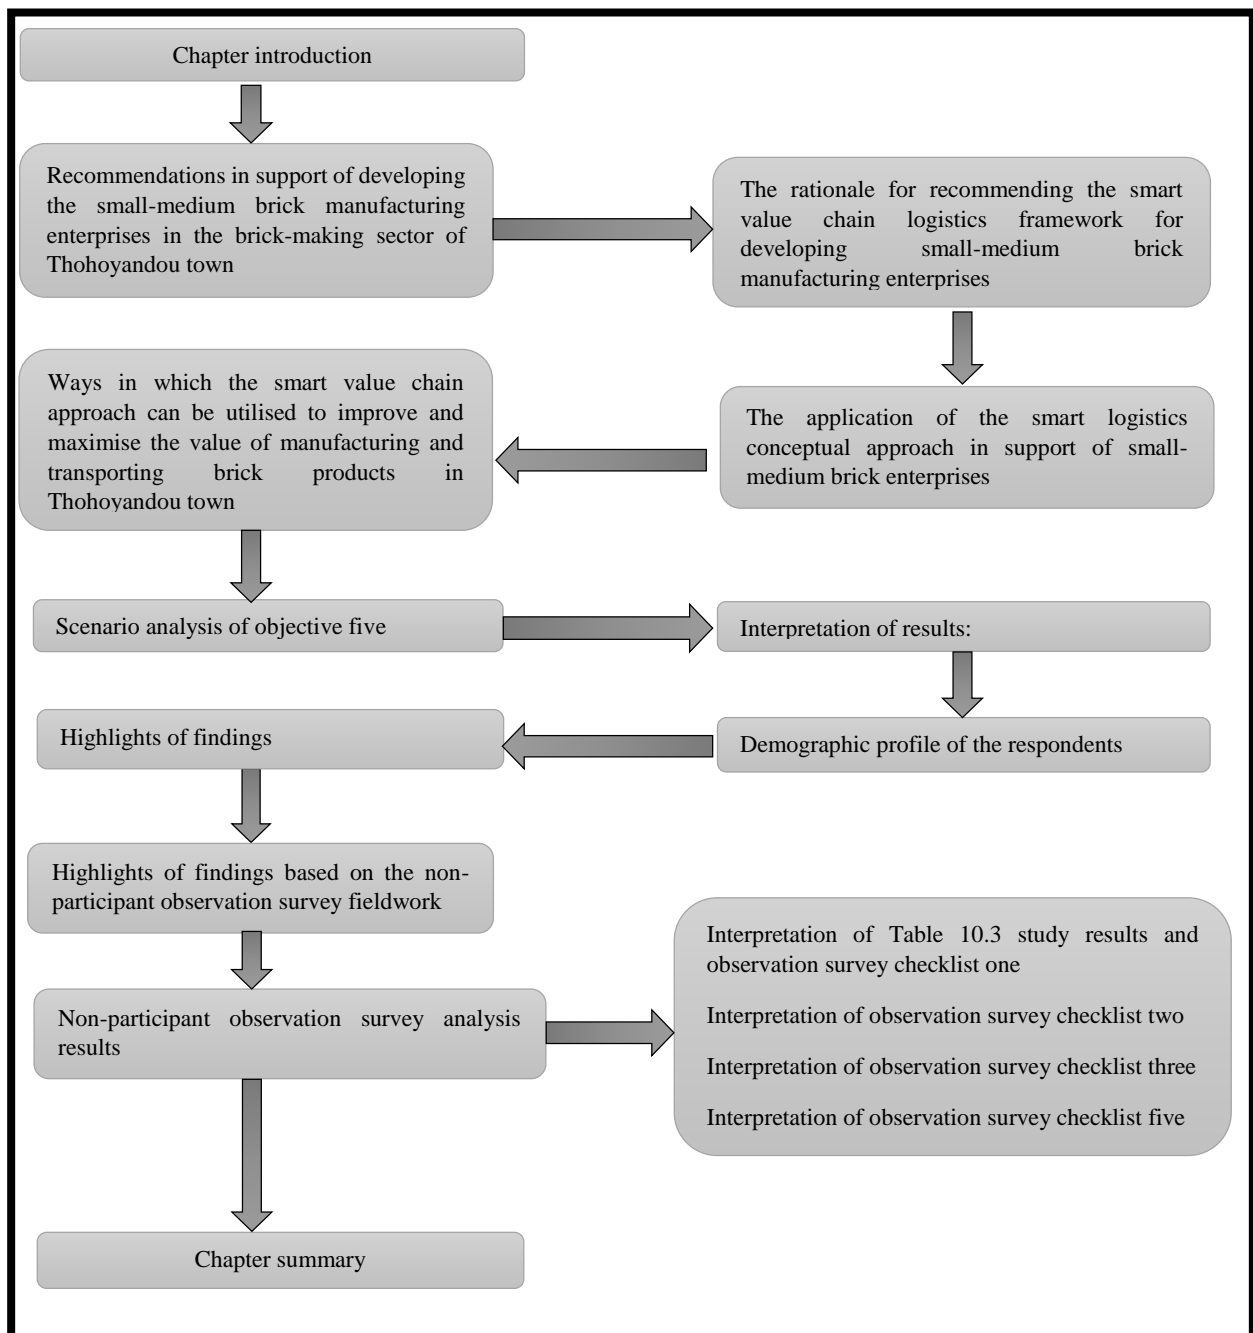 Chapter introduction
Recommendations in support of developing
the small-medium brick manufacturing
enterprises in the brick-making sector of
Thohoyandou town
The rationale for recommending the smart
value chain logistics framework for
developing small-medium brick
manufacturing enterprises
The application of the smart logistics
conceptual approach in support of small-
medium brick enterprises
Ways in which the smart value chain
approach can be utilised to improve and
maximise the value of manufacturing and
transporting brick products in
Thohoyandou town
Scenario analysis of objective five
Interpretation of results:
Demographic profile of the respondents
Highlights of findings
Highlights of findings based on the non-
participant observation survey fieldwork
Non-participant observation survey analysis
results
Interpretation of Table 10.3 study results and
observation survey checklist one
Interpretation of observation survey checklist two
Interpretation of observation survey checklist three
Interpretation of observation survey checklist five
Chapter summary